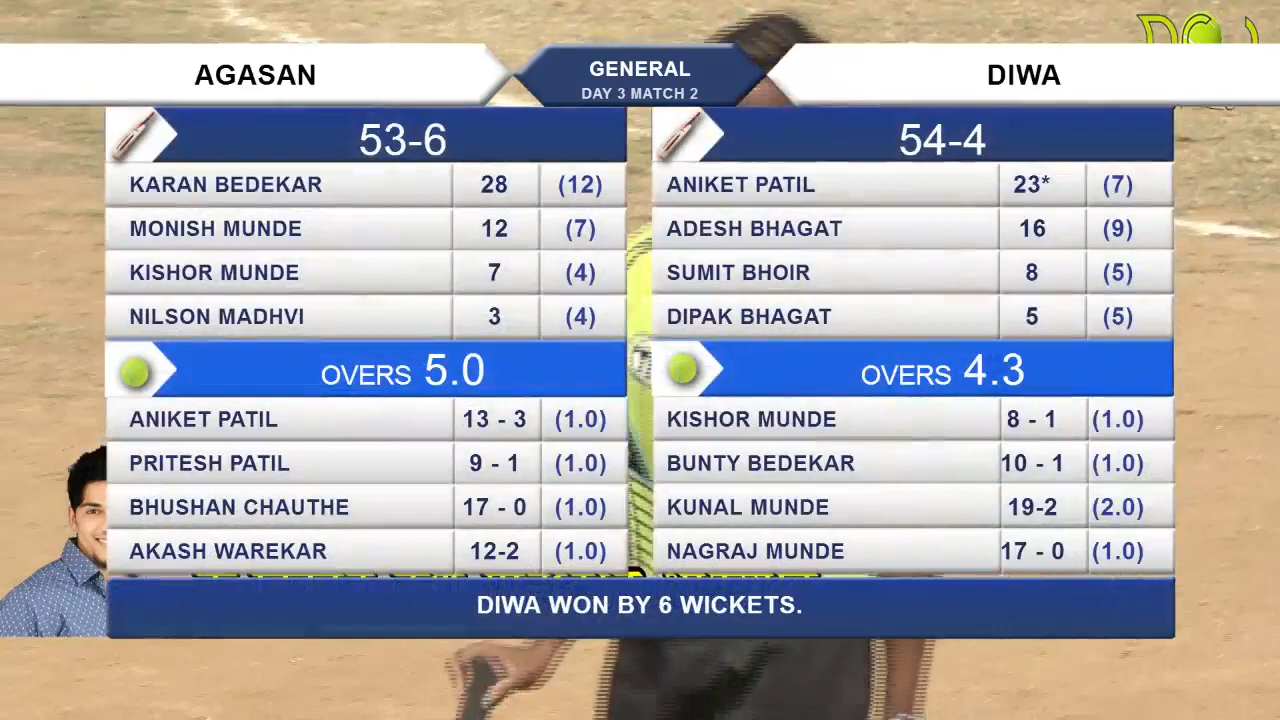 AGASAN
GENERAL
DAY 3 MATCH 2
DIWA
53-6
KARAN BEDEKAR 28 (12)
MONISH MUNDE 12 (7)
KISHOR MUNDE 7 (4)
NILSON MADHVI 3 (4)
OVERS 5.0
ANIKET PATIL 13 - 3 (1.0)
PRITESH PATIL 9 - 1 (1.0)
BHUSHAN CHAUTHE 17 - 0 (1.0)
AKASH WAREKAR 12-2 (1.0)
54-4
ANIKET PATIL 23* (7)
ADESH BHAGAT 16 (9)
SUMIT BHOIR 8 (5)
DIPAK BHAGAT 5 (5)
OVERS 4.3
KISHOR MUNDE 8 - 1 (1.0)
BUNTY BEDEKAR 10 - 1 (1.0)
KUNAL MUNDE 19-2 (2.0)
NAGRAJ MUNDE 17 - 0 (1.0)
DIWA WON BY 6 WICKETS.